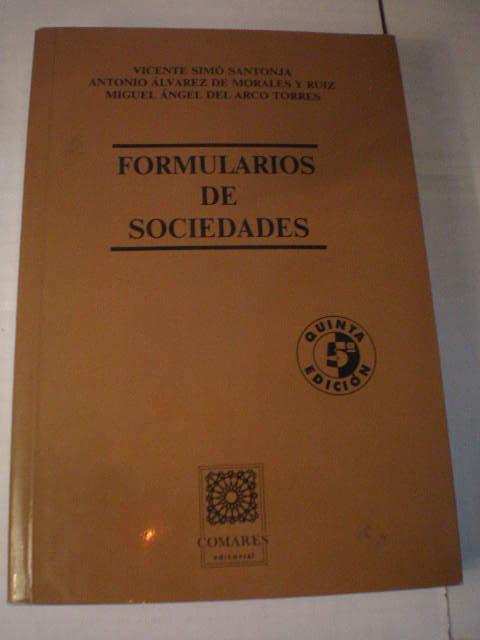 VICENTE SIMÓ SANTONJA
ANTONIO ÁLVAREZ DE MORALES Y RUIZ
MIGUEL ÁNGEL DEL ARCO TORRES
FORMULARIOS
DE
SOCIEDADES
QUINTA
5ª
EDICIÓN
COMARES
editorial